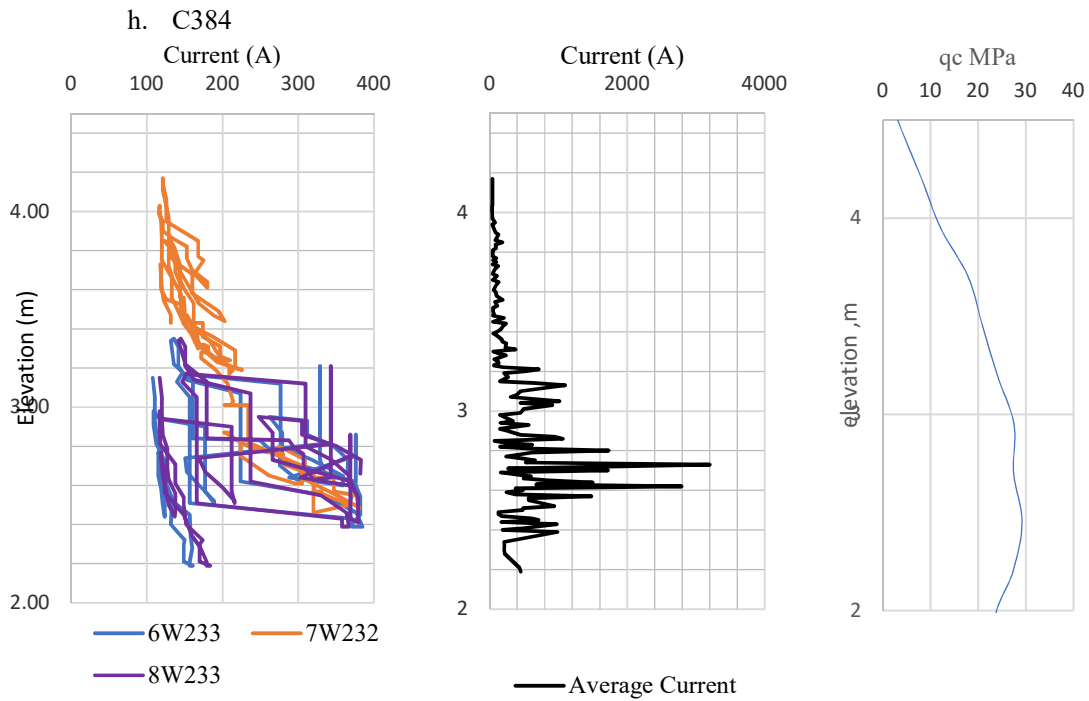 h. C384
Current (A)
0 100 200 300 400
4.00
3.00
2.00
Elevation (m)
6W233 7W232
8W233
Current (A)
0 2000 4000
4
3
2
Average Current
qc MPa
0 10 20 30 40
4
3
2
elevation ,m